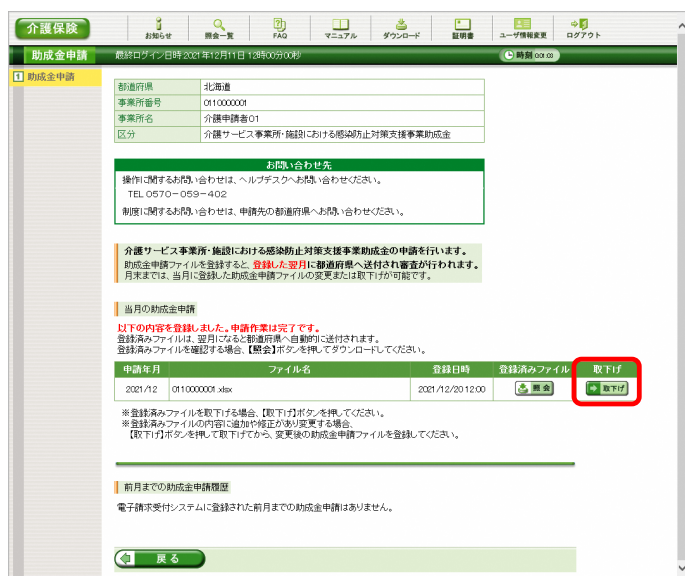 介護保険
お知らせ
照会一覧
FAQ
マニュアル
ダウンロード
証明書
ユーザ情報変更
ログアウト
助成金申請
最終ログイン日時 2021年12月11日 12時00分00秒
時刻 00:00:03
1 助成金申請
都道府県 北海道
事業所番号 0110000001
事業所名 介護申請者01
区分 介護サービス事業所・施設における感染防止対策支援事業助成金
お問い合わせ先
操作に関するお問い合わせは、ヘルプデスクへお問い合わせください。
TEL 0570-059-402
制度に関するお問い合わせは、申請先の都道府県へお問い合わせください。
介護サービス事業所・施設における感染防止対策支援事業助成金の申請を行います。
助成金申請ファイルを登録すると、登録した翌月に都道府県へ送付され審査が行われます。
月末までは、当月に登録した助成金申請ファイルの変更または取下げが可能です。
当月の助成金申請
以下の内容を登録しました。申請作業は完了です。
登録済みファイルは、翌月になると都道府県へ自動的に送付されます。
登録済みファイルを確認する場合、【照会】ボタンを押してダウンロードしてください。
申請年月 ファイル名 登録日時 登録済みファイル 取下げ
2021/12 0110000001.xlsx 2021/12/20 12:00 照会 取下げ
※登録済みファイルを取下げる場合、【取下げ】ボタンを押してください。
※登録済みファイルの内容に追加や修正があり変更する場合、
【取下げ】ボタンを押して取下げてから、変更後の助成金申請ファイルを登録してください。
前月までの助成金申請履歴
電子請求受付システムに登録された前月までの助成金申請はありません。
戻る